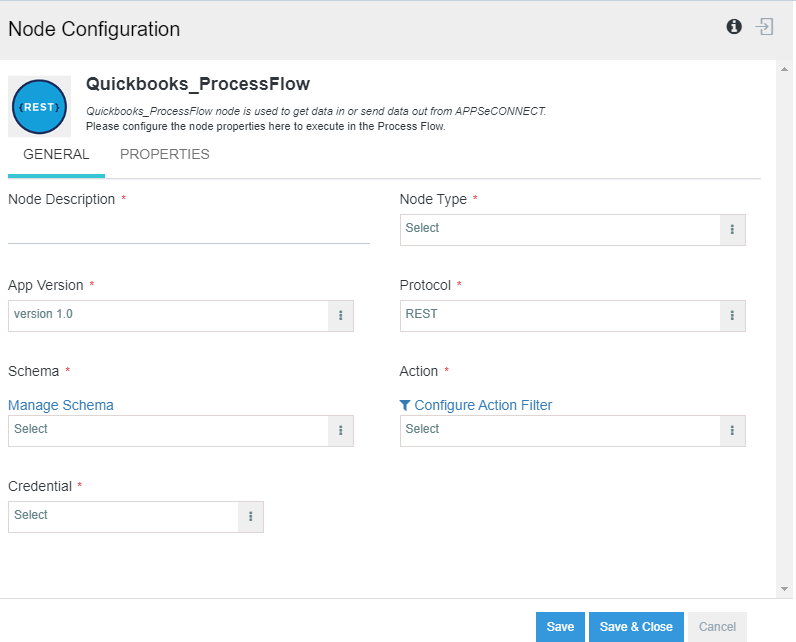 Node Configuration
{REST}
Quickbooks_ProcessFlow
Quickbooks_ProcessFlow node is used to get data in or send data out from APPSeCONNECT.
Please configure the node properties here to execute in the Process Flow.
GENERAL PROPERTIES
Node Description * Node Type *
Select
App Version * Protocol *
version 1.0 REST
Schema * Action *
Manage Schema Configure Action Filter
Select Select
Credential *
Select
Save Save & Close Cancel